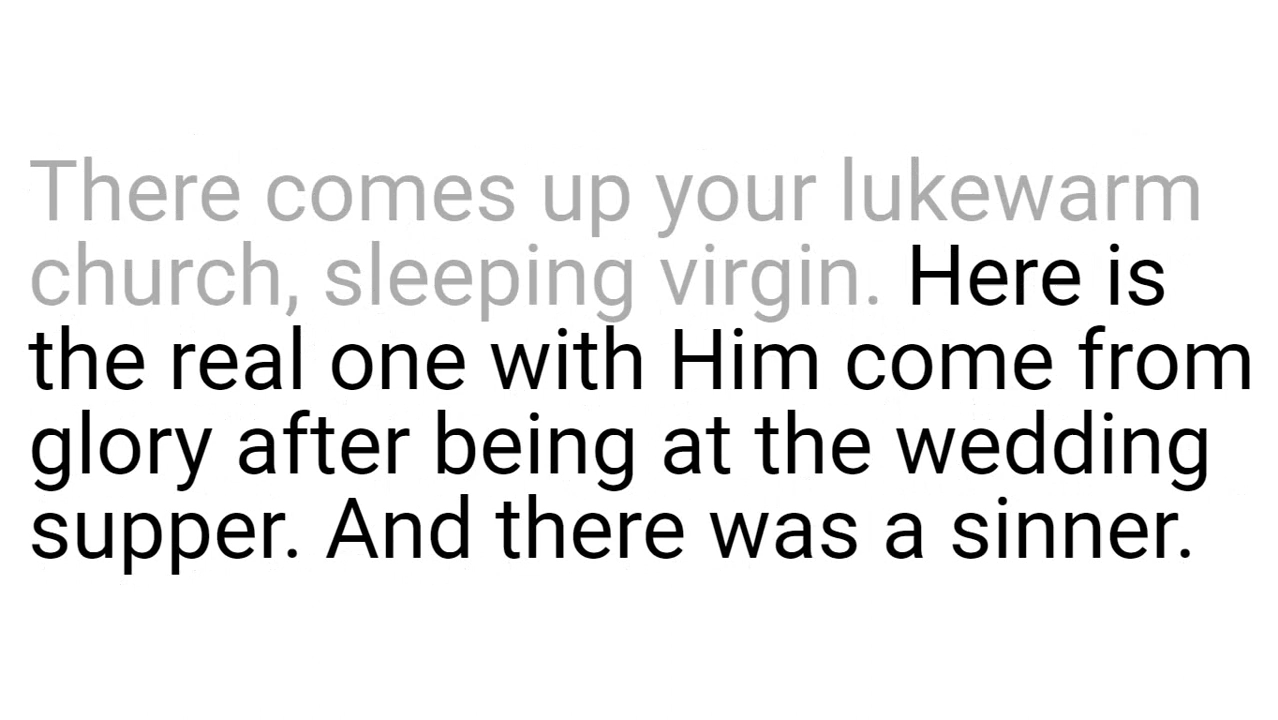 There comes up your lukewarm
church, sleeping virgin. Here is
the real one with Him come from
glory after being at the wedding
supper. And there was a sinner.